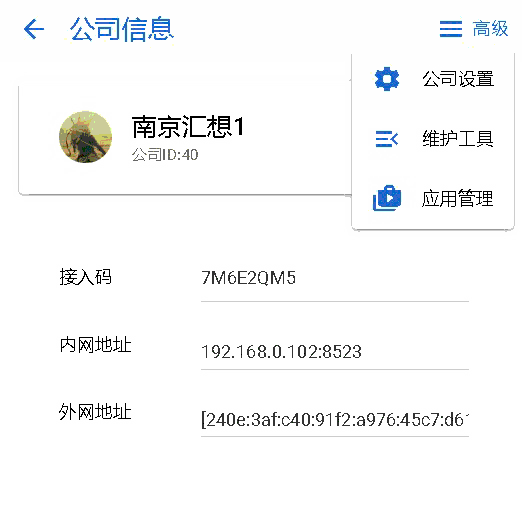 公司信息
高级
公司设置
维护工具
应用管理
南京汇想1
公司ID:40
接入码
7M6E2QM5
内网地址
192.168.0.102:8523
外网地址
[240e:3af:c40:91f2:a976:45c7:d61